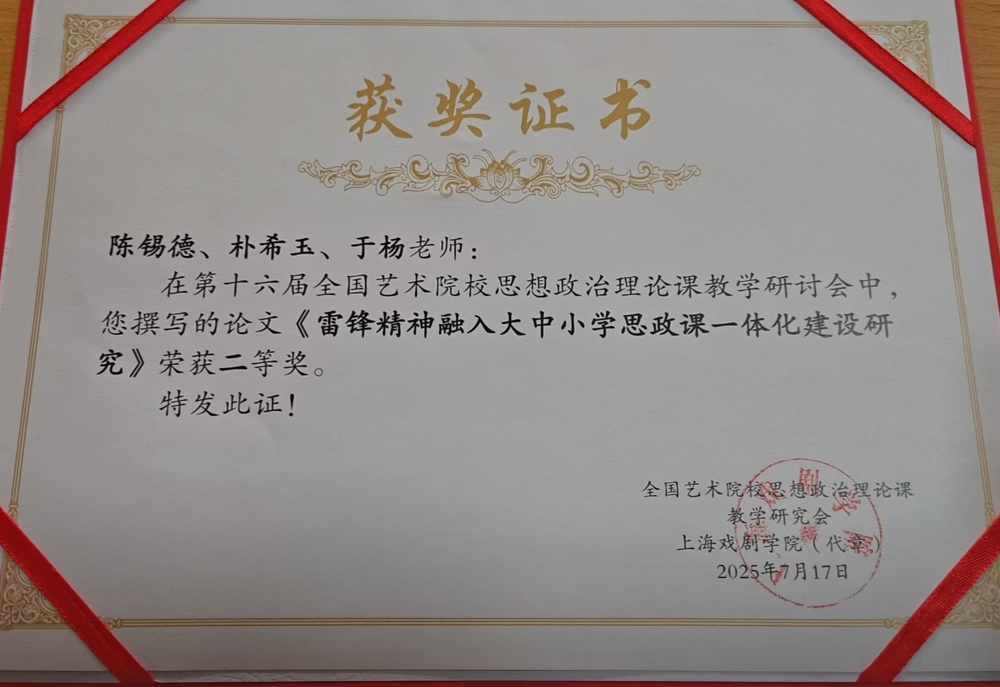 获奖证书
陈锡德、朴希玉、于杨老师：
在第十六届全国艺术院校思想政治理论课教学研讨会中，
您撰写的论文《雷锋精神融入大中小学思政课一体化建设研
究》荣获二等奖。
特发此证！
全国艺术院校思想政治理论课
教学研究会
上海戏剧学院（代章）
2025年7月17日